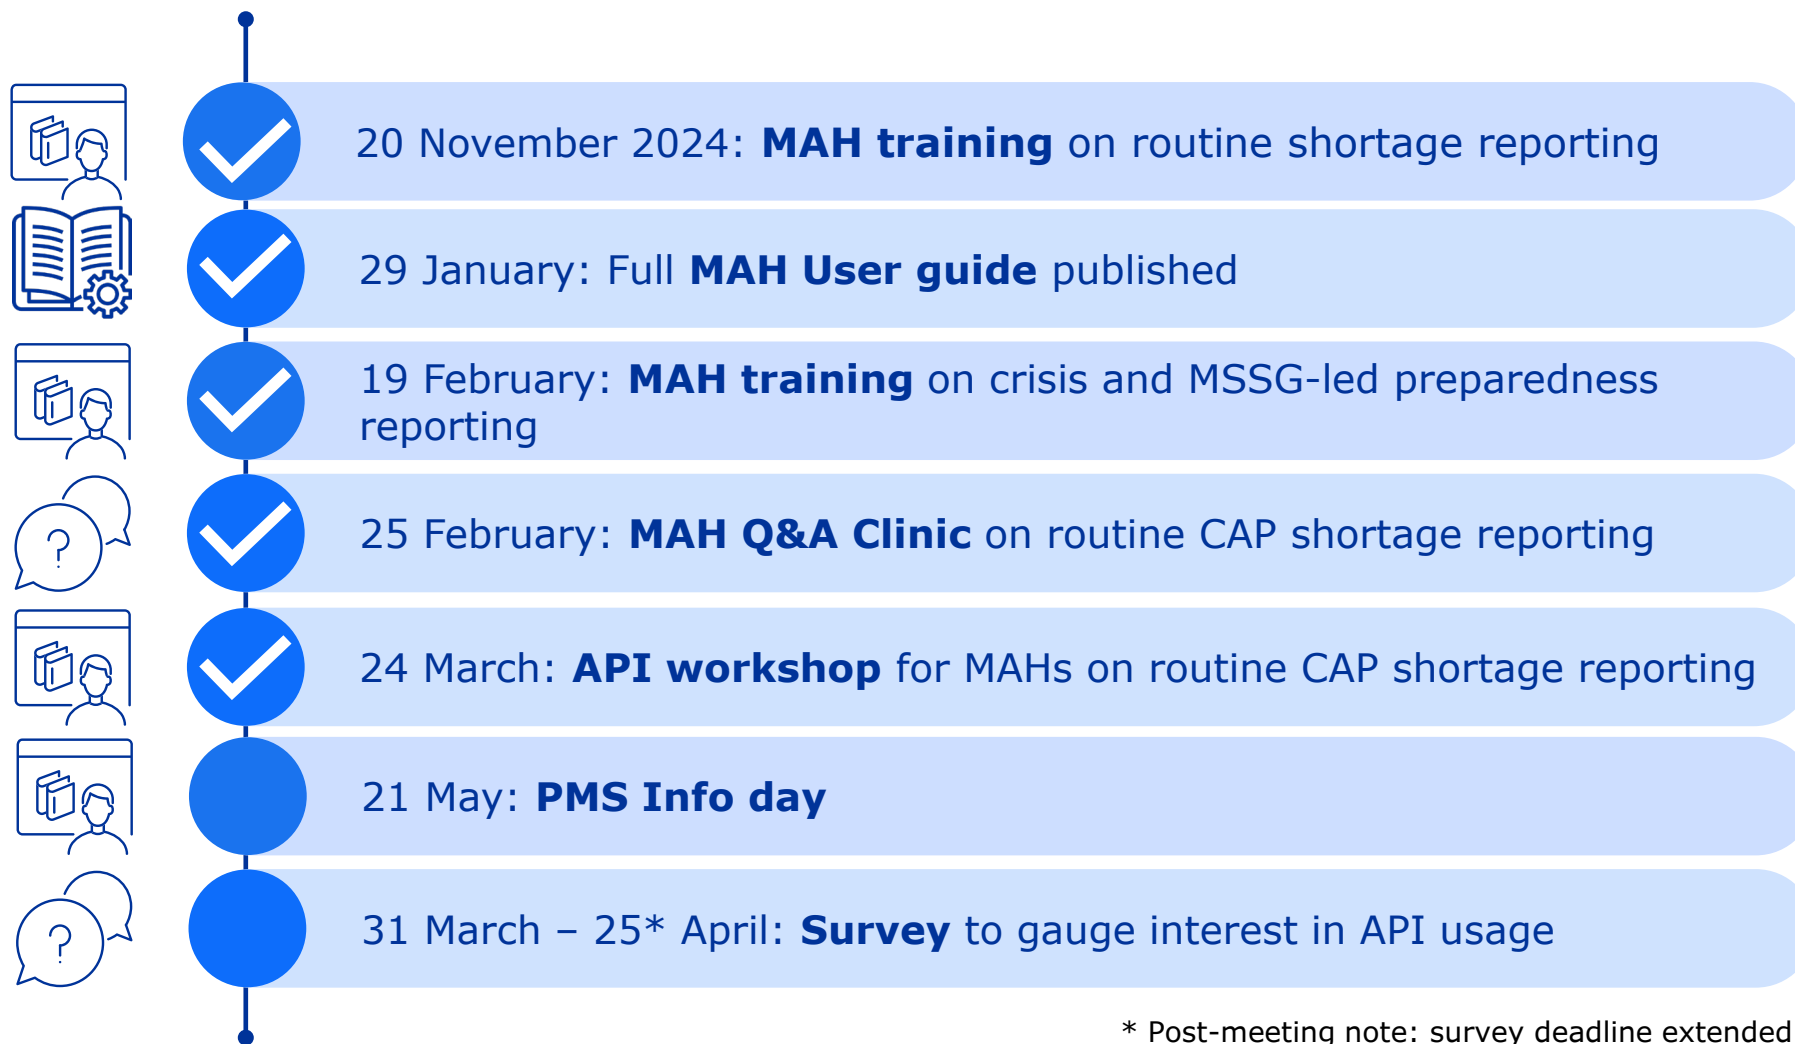 20 November 2024: MAH training on routine shortage reporting
29 January: Full MAH User guide published
19 February: MAH training on crisis and MSSG-led preparedness
reporting
25 February: MAH Q&A Clinic on routine CAP shortage reporting
24 March: API workshop for MAHs on routine CAP shortage reporting
21 May: PMS Info day
31 March – 25* April: Survey to gauge interest in API usage
* Post-meeting note: survey deadline extended
?
?